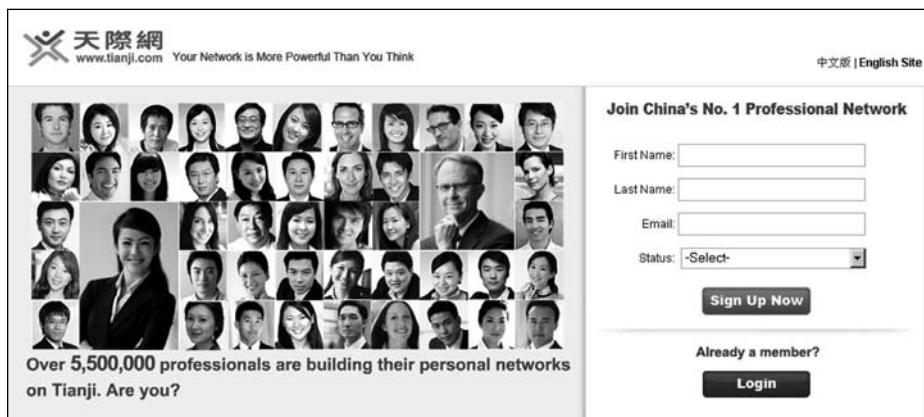 天際網
www.tianji.com
Your Network is More Powerful Than You Think
中文版 | English Site
Join China's No. 1 Professional Network
First Name:
Last Name:
Email:
Status: -Select-
Sign Up Now
Already a member?
Login
Over 5,500,000 professionals are building their personal networks
on Tianji. Are you?